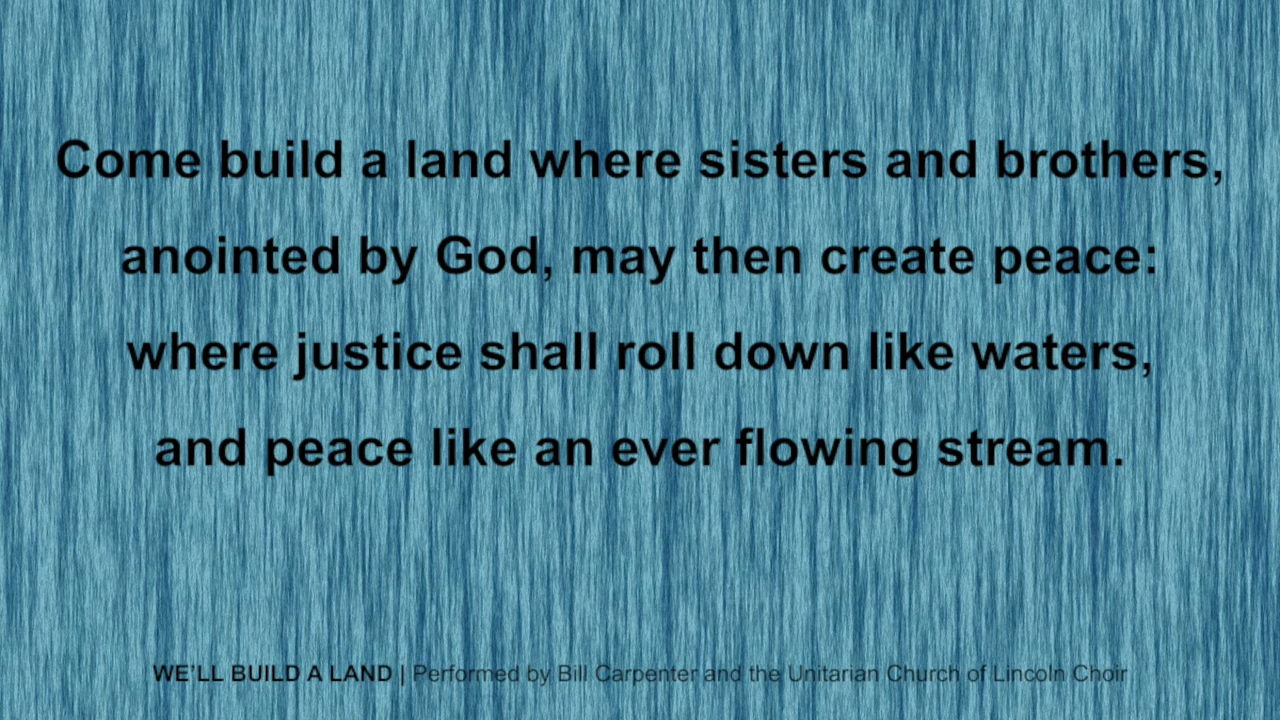 Come build a land where sisters and brothers,
anointed by God, may then create peace:
where justice shall roll down like waters,
and peace like an ever flowing stream.
WE'LL BUILD A LAND | Performed by Bill Carpenter and the Unitarian Church of Lincoln Choir